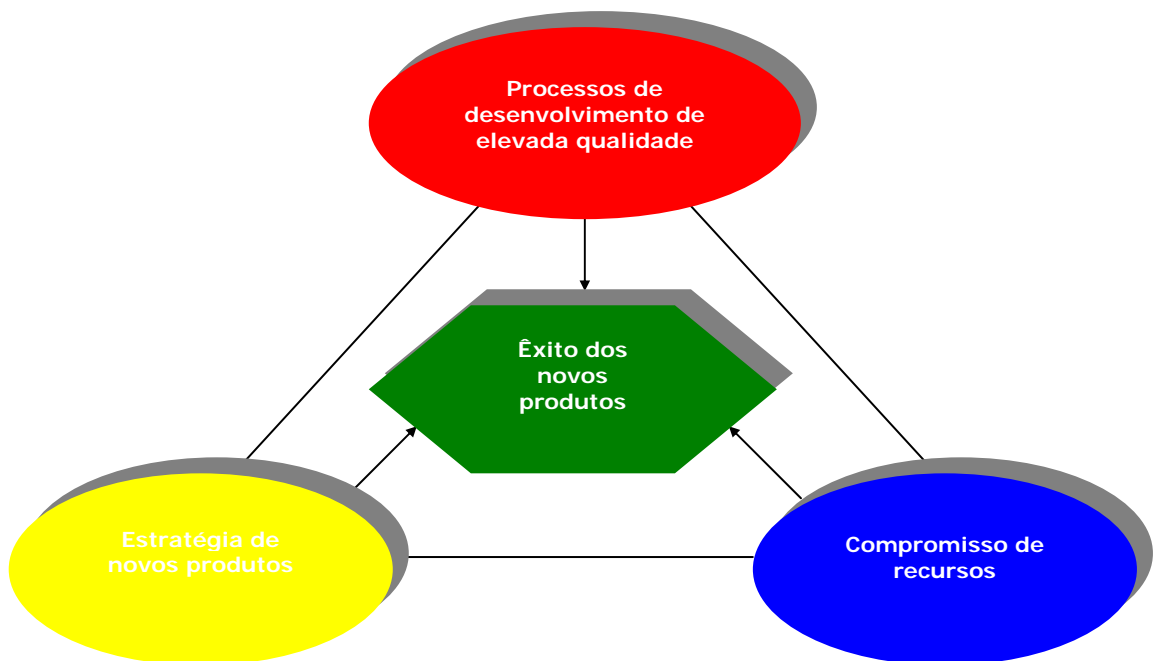 Processos de
desenvolvimento de
elevada qualidade
Êxito dos
novos
produtos
Estratégia de
novos produtos
Compromisso de
recursos